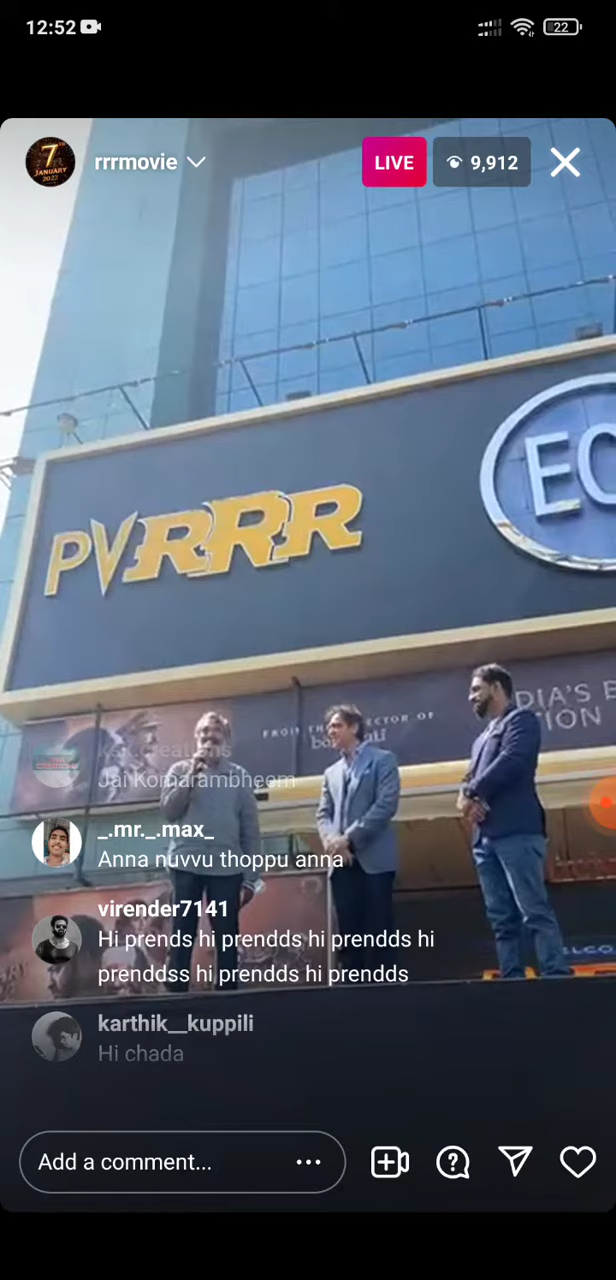 12:52
22
7
JANUARY
2022
rrrmovie
LIVE
9,912
PVRRR
EC
DIA'S B
FROM THE DIRECTOR OF
TION
ksk.creations
Jai Komarambheem
_.mr._.max_
Anna nuvvu thoppu anna
virender7141
Hi prends hi prendds hi prendds hi
prenddss hi prendds hi prendds
karthik__kuppili
Hi chada
Add a comment...